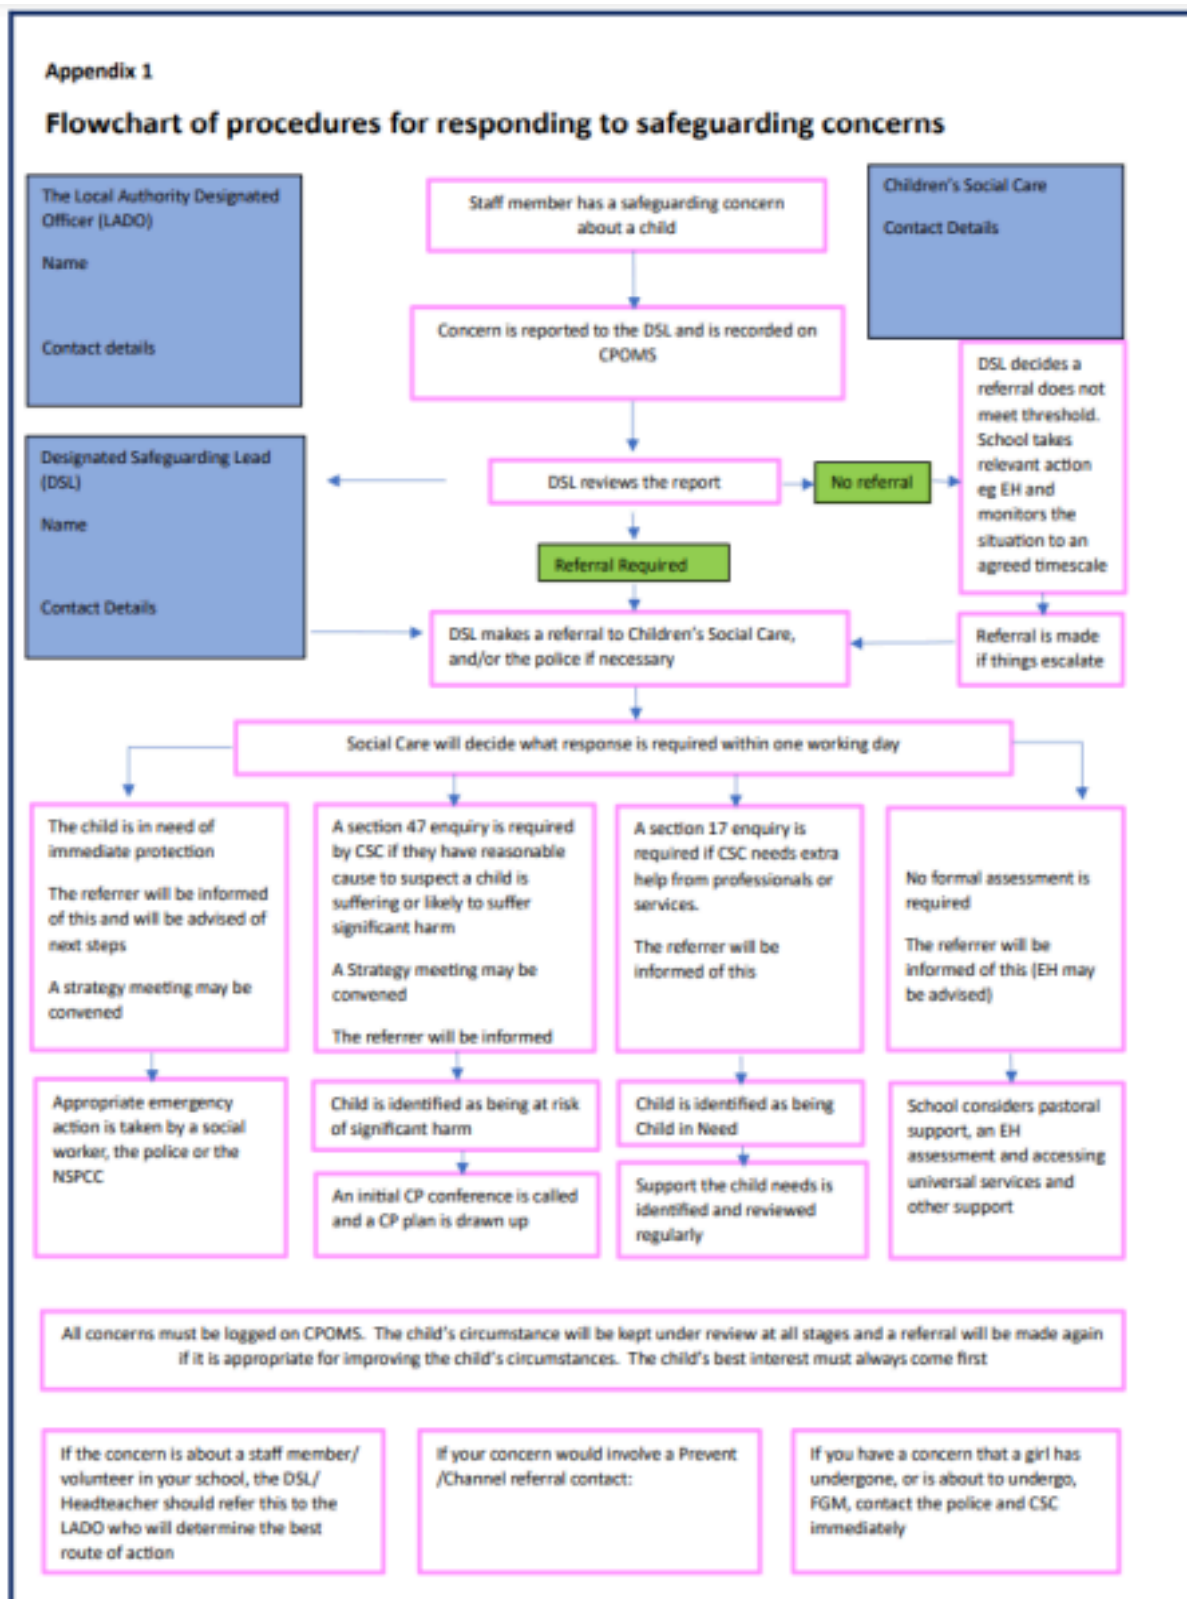 Appendix 1
Flowchart of procedures for responding to safeguarding concerns
The Local Authority Designated
Officer (LADO)
Name
Contact details
Staff member has a safeguarding concern
about a child
Children's Social Care
Contact Details
Concern is reported to the DSL and is recorded on
CPOMS
DSL decides a
referral does not
meet threshold.
School takes
relevant action
eg EH and
monitors the
situation to an
agreed timescale
Designated Safeguarding Lead
(DSL)
Name
Contact Details
DSL reviews the report
No referral
Referral Required
DSL makes a referral to Children's Social Care,
and/or the police if necessary
Referral is made
if things escalate
Social Care will decide what response is required within one working day
The child is in need of
immediate protection
The referrer will be informed
of this and will be advised of
next steps
A strategy meeting may be
convened
A section 47 enquiry is required
by CSC if they have reasonable
cause to suspect a child is
suffering or likely to suffer
significant harm
A Strategy meeting may be
convened
The referrer will be informed
A section 17 enquiry is
required if CSC needs extra
help from professionals or
services.
The referrer will be
informed of this
No formal assessment is
required
The referrer will be
informed of this (EH may
be advised)
Appropriate emergency
action is taken by a social
worker, the police or the
NSPCC
Child is identified as being at risk
of significant harm
An initial CP conference is called
and a CP plan is drawn up
Child is identified as being
Child in Need
Support the child needs is
identified and reviewed
regularly
School considers pastoral
support, an EH
assessment and accessing
universal services and
other support
All concerns must be logged on CPOMS.  The child's circumstance will be kept under review at all stages and a referral will be made again
if it is appropriate for improving the child's circumstances.  The child's best interest must always come first
If the concern is about a staff member/
volunteer in your school, the DSL/
Headteacher should refer this to the
LADO who will determine the best
route of action
If your concern would involve a Prevent
/Channel referral contact:
If you have a concern that a girl has
undergone, or is about to undergo,
FGM, contact the police and CSC
immediately